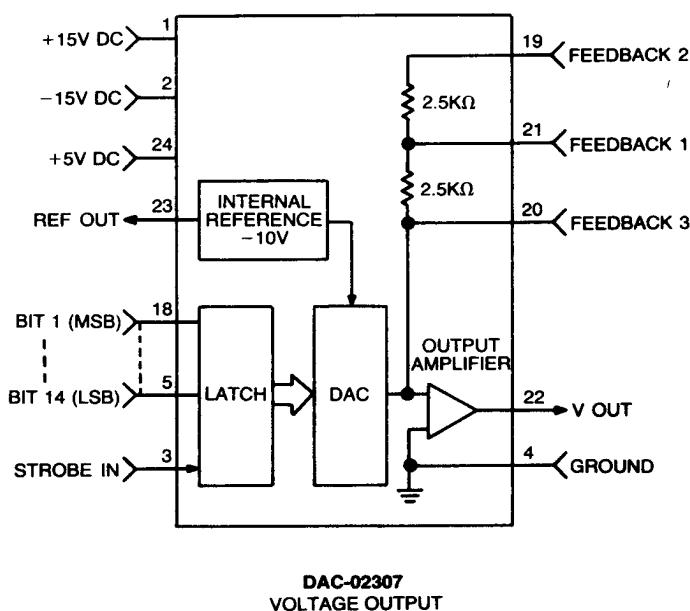 +15V DC
1
-15V DC
2
+5V DC
24
REF OUT
23
INTERNAL
REFERENCE
-10V
BIT 1 (MSB)
18
BIT 14 (LSB)
5
STROBE IN
3
LATCH
DAC
OUTPUT
AMPLIFIER
2.5KΩ
2.5KΩ
19
FEEDBACK 2
21
FEEDBACK 1
20
FEEDBACK 3
22
V OUT
4
GROUND
DAC-02307
VOLTAGE OUTPUT